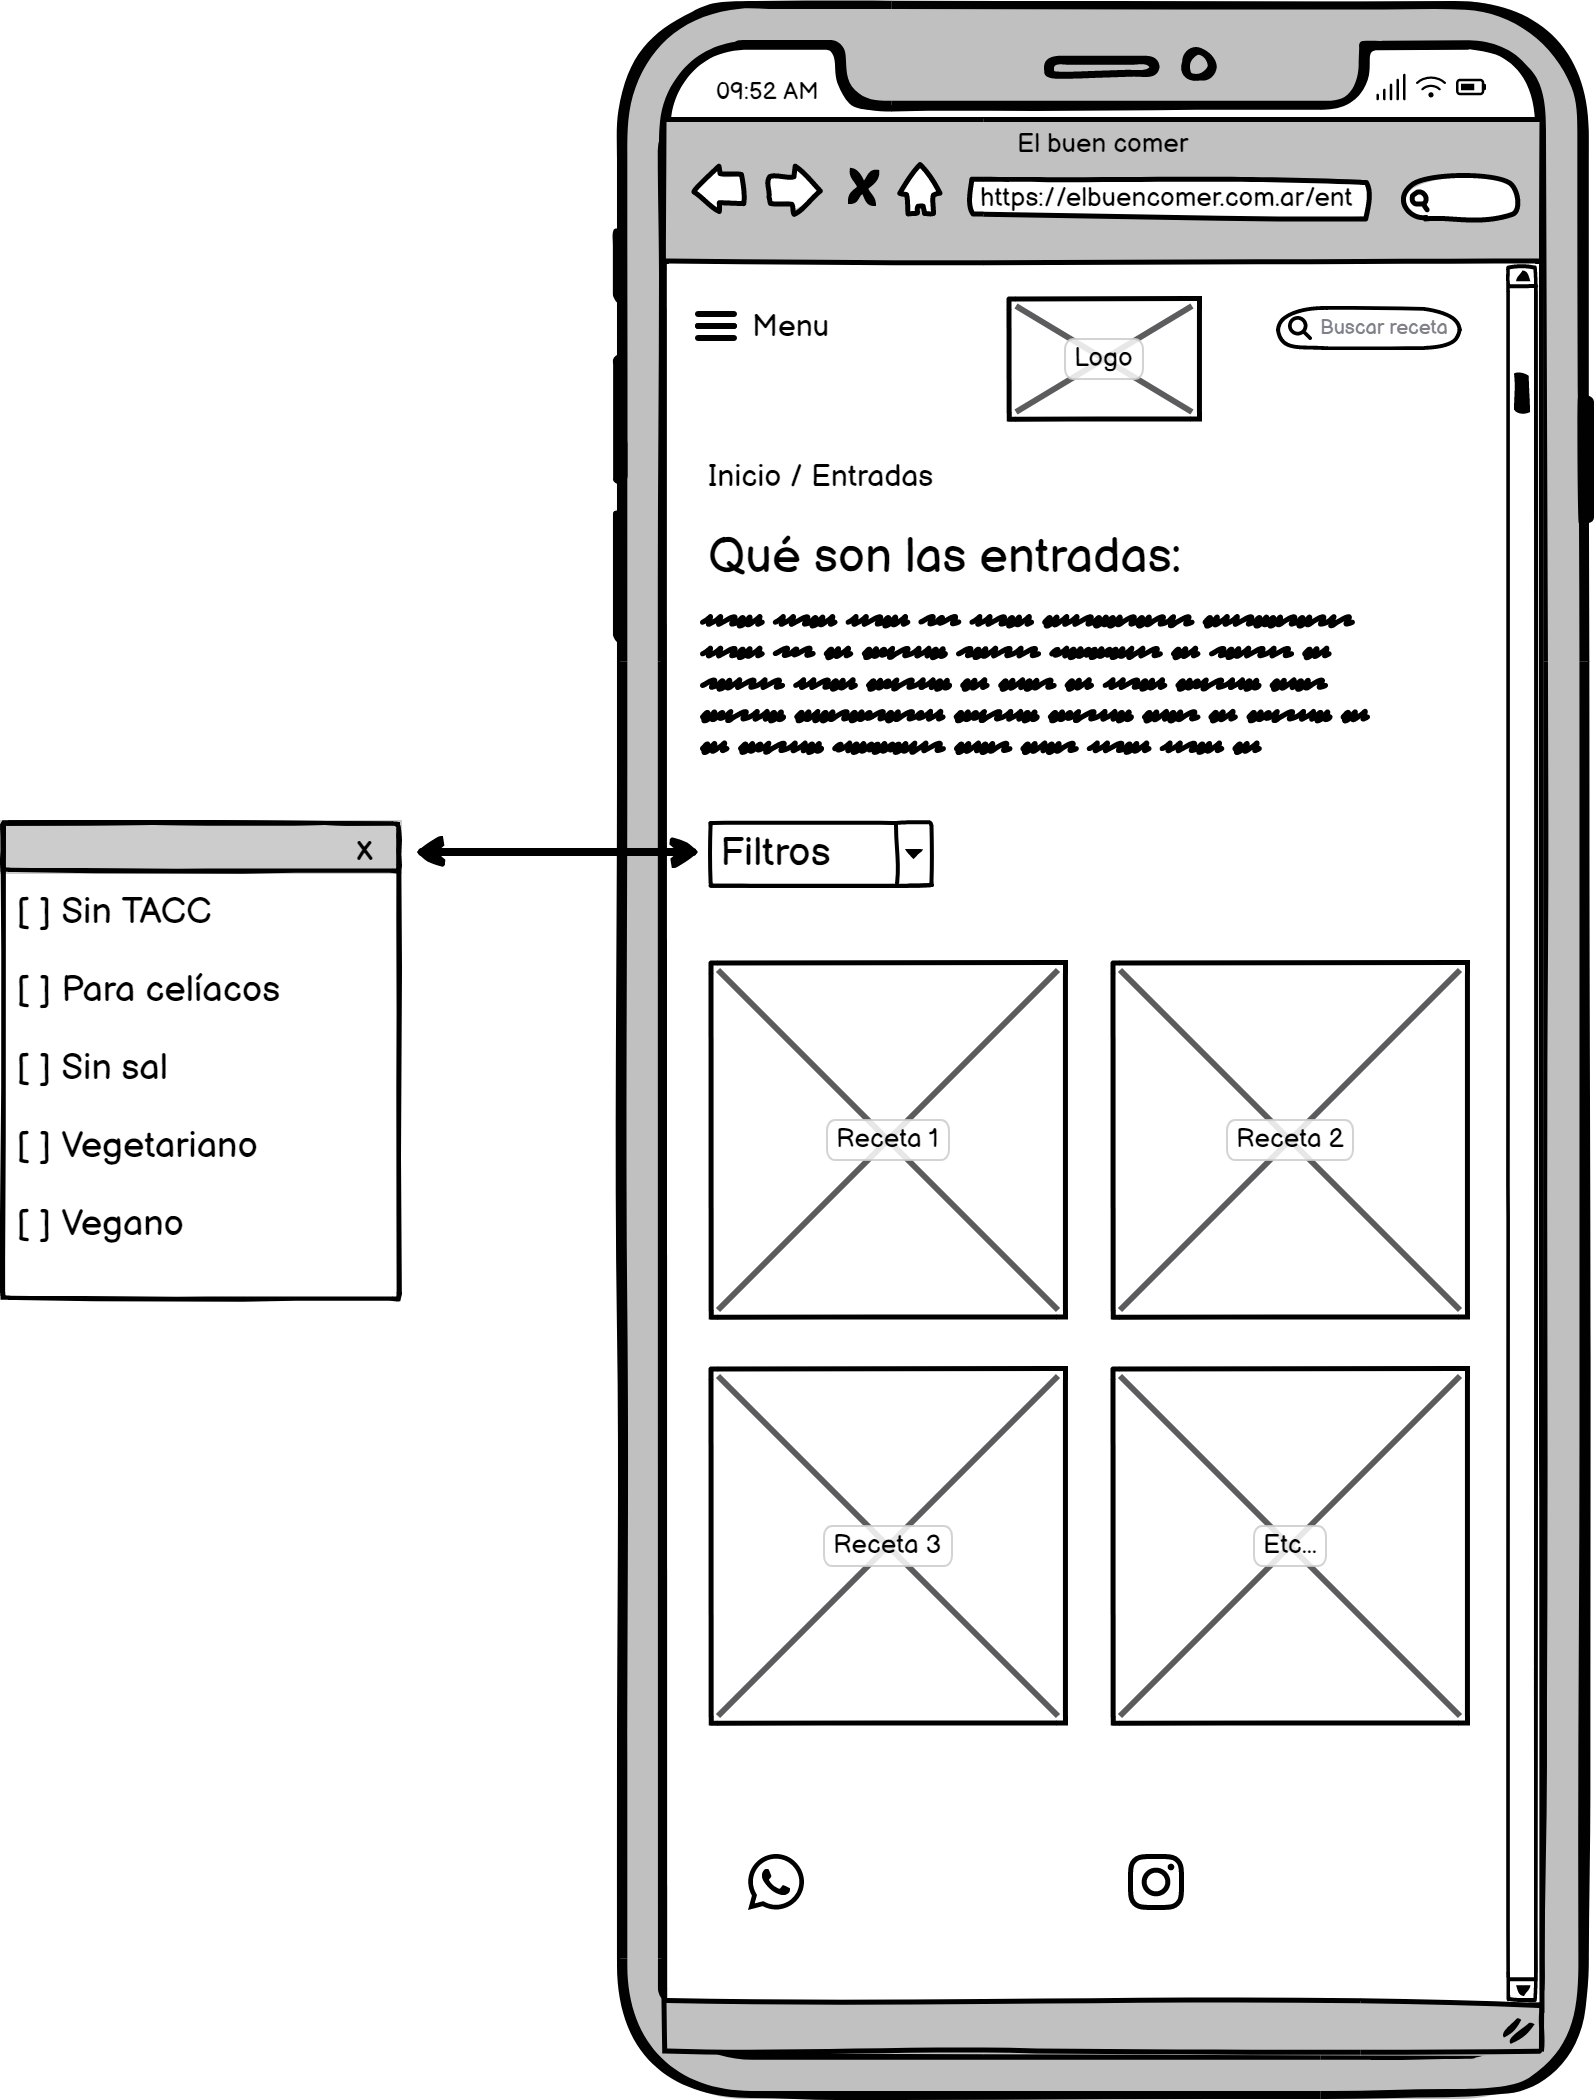 09:52 AM
El buen comer
https://elbuencomer.com.ar/ent
Menu
Logo
Buscar receta
Inicio / Entradas
Qué son las entradas:
Filtros
x
[ ] Sin TACC
[ ] Para celíacos
[ ] Sin sal
[ ] Vegetariano
[ ] Vegano
Receta 1
Receta 2
Receta 3
Etc...